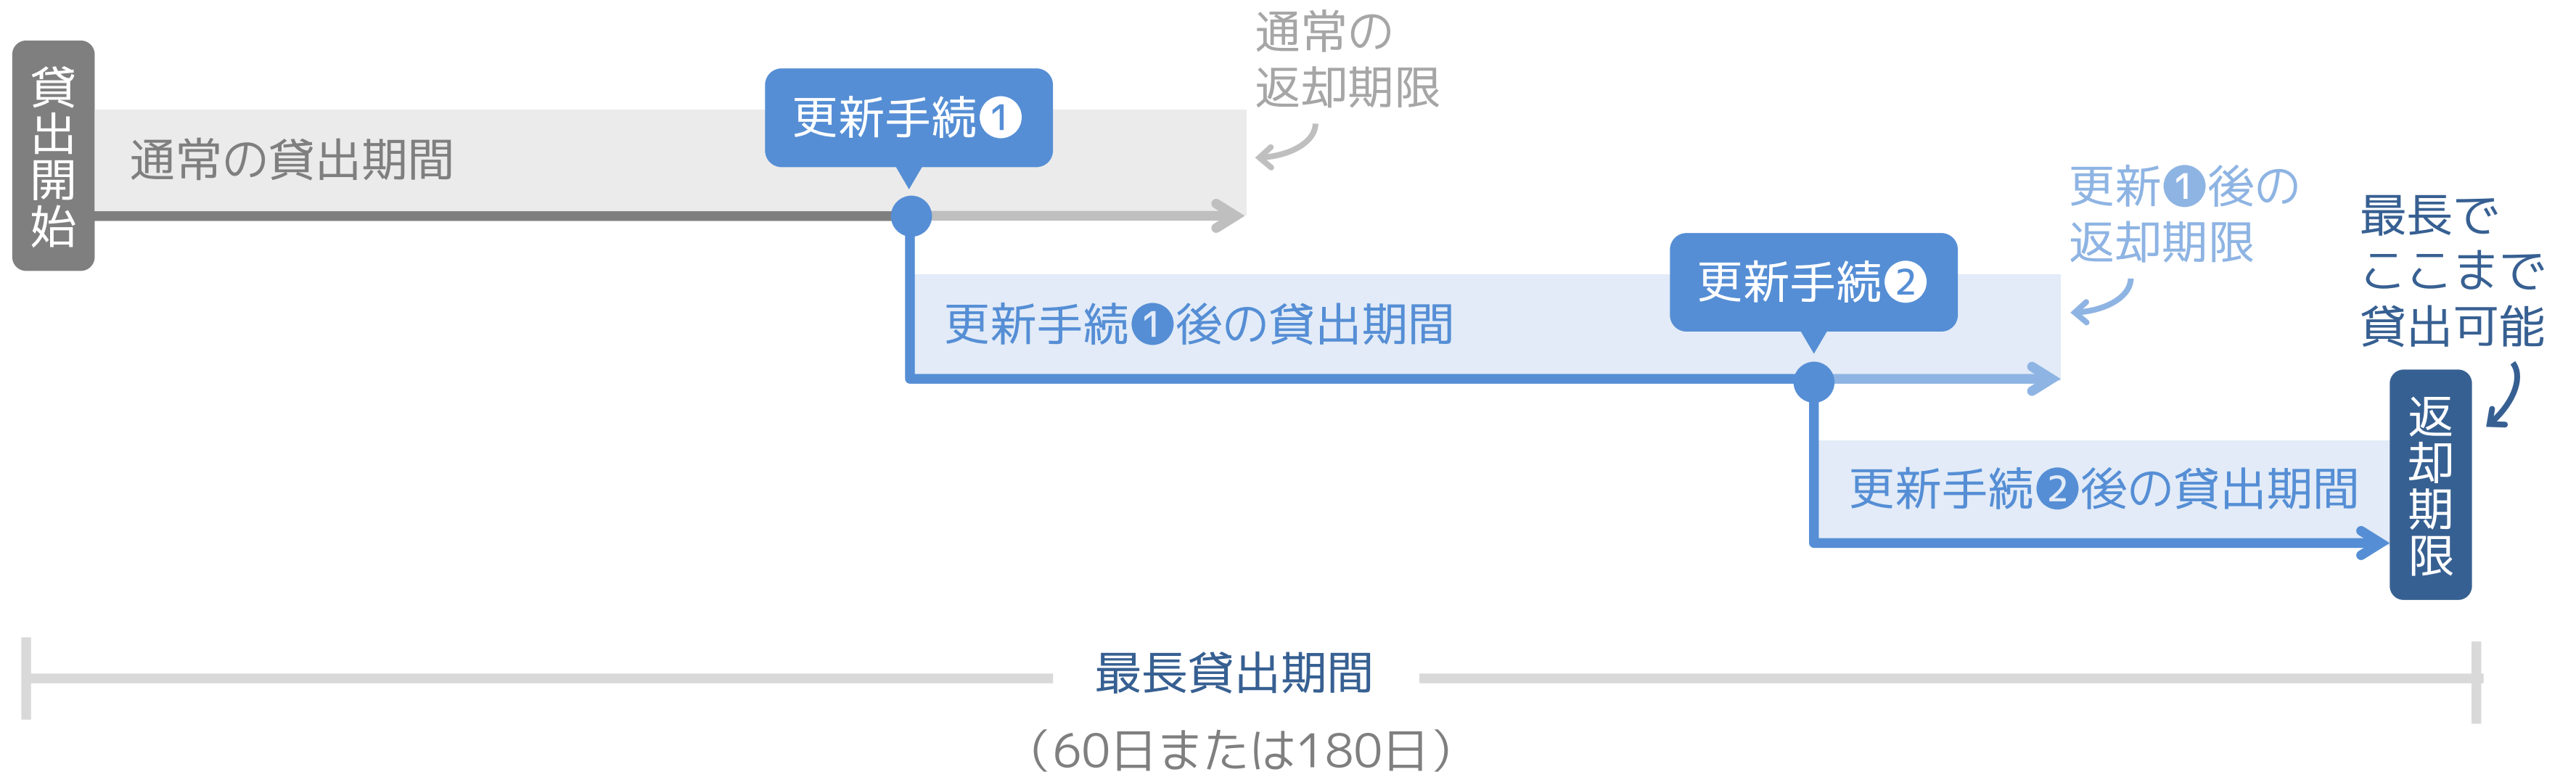 貸出開始
通常の貸出期間
更新手続❶
通常の
返却期限
更新手続❶後の貸出期間
更新手続❷
更新❶後の
返却期限
更新手続❷後の貸出期間
最長で
ここまで
貸出可能
返却期限
最長貸出期間
（60日または180日）